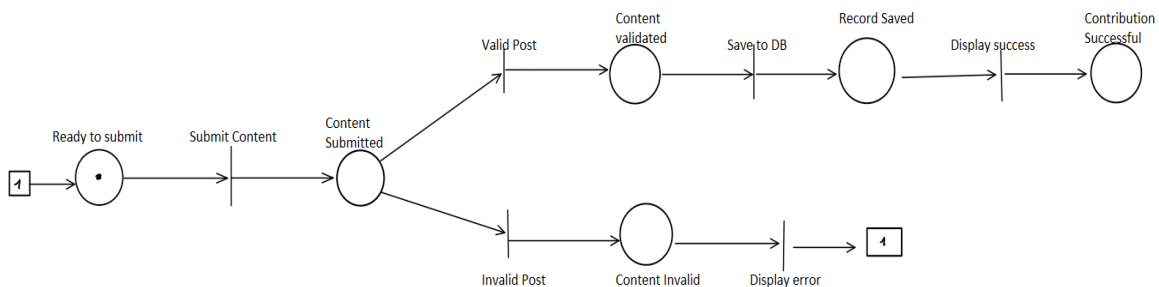 Content
validated
Record Saved
Contribution
Successful
Valid Post
Save to DB
Display success
Ready to submit
Submit Content
Content
Submitted
1
1
Invalid Post
Content Invalid
Display error